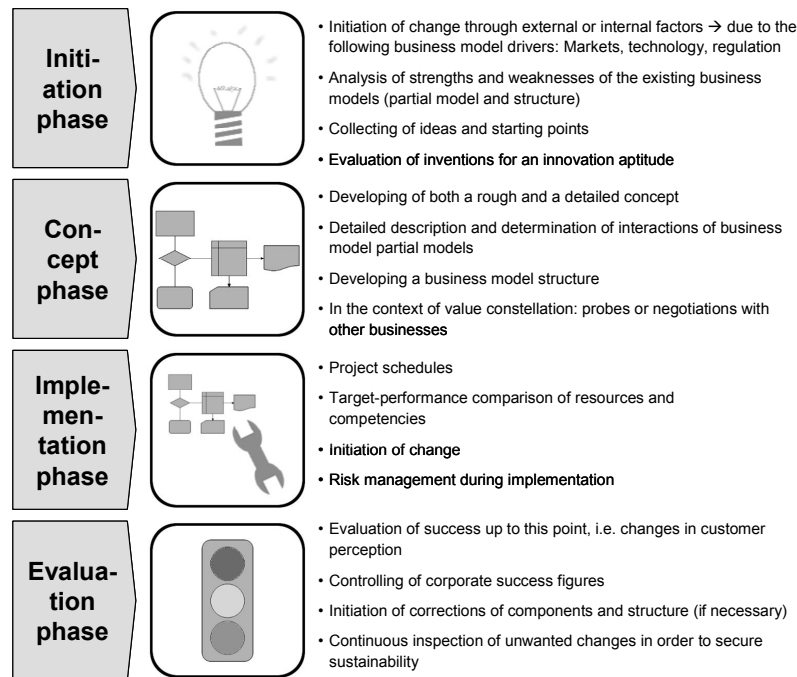 Initi-
ation
phase
• Initiation of change through external or internal factors → due to the
following business model drivers: Markets, technology, regulation
• Analysis of strengths and weaknesses of the existing business
models (partial model and structure)
• Collecting of ideas and starting points
• Evaluation of inventions for an innovation aptitude
Con-
cept
phase
• Developing of both a rough and a detailed concept
• Detailed description and determination of interactions of business
model partial models
• Developing a business model structure
• In the context of value constellation: probes or negotiations with
other businesses
Imple-
men-
tation
phase
• Project schedules
• Target-performance comparison of resources and
competencies
• Initiation of change
• Risk management during implementation
Evalua-
tion
phase
• Evaluation of success up to this point, i.e. changes in customer
perception
• Controlling of corporate success figures
• Initiation of corrections of components and structure (if necessary)
• Continuous inspection of unwanted changes in order to secure
sustainability